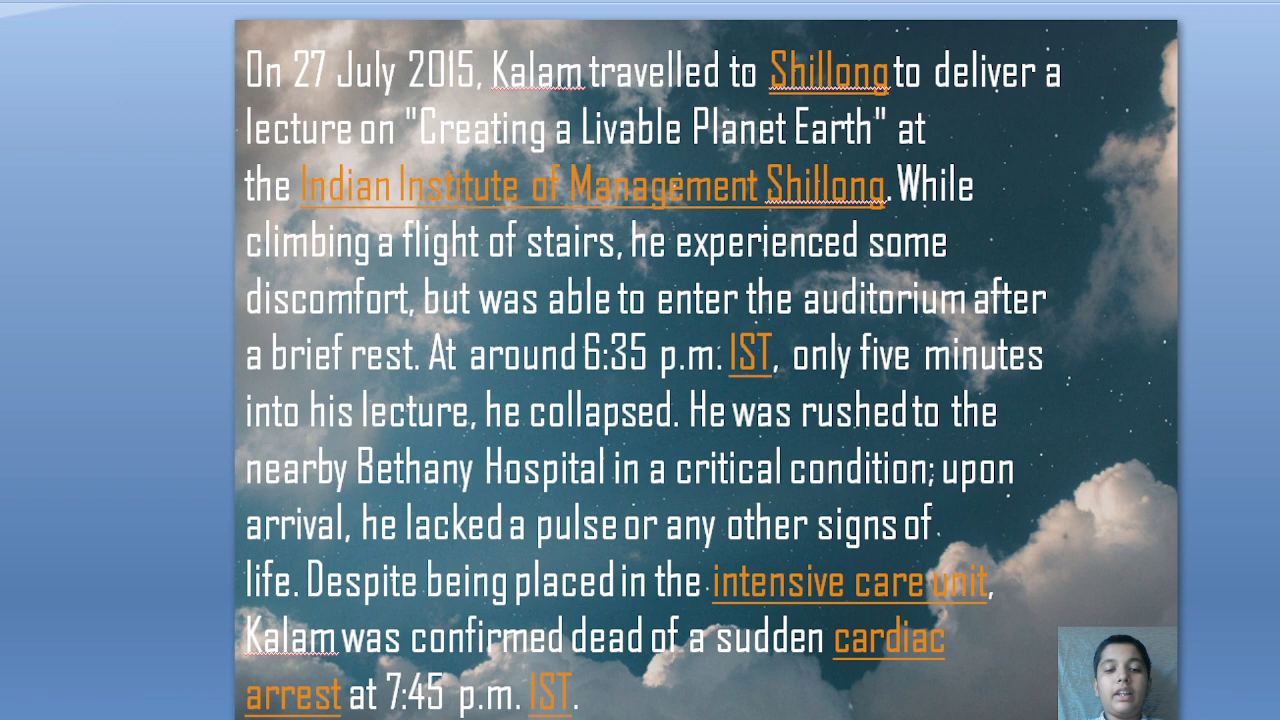 On 27 July 2015, Kalam travelled to Shillong to deliver a
lecture on "Creating a Livable Planet Earth" at
the Indian Institute of Management Shillong. While
climbing a flight of stairs, he experienced some
discomfort, but was able to enter the auditorium after
a brief rest. At around 6:35 p.m. IST, only five minutes
into his lecture, he collapsed. He was rushed to the
nearby Bethany Hospital in a critical condition; upon
arrival, he lacked a pulse or any other signs of
life. Despite being placed in the intensive care unit,
Kalam was confirmed dead of a sudden cardiac
arrest at 7:45 p.m. IST.